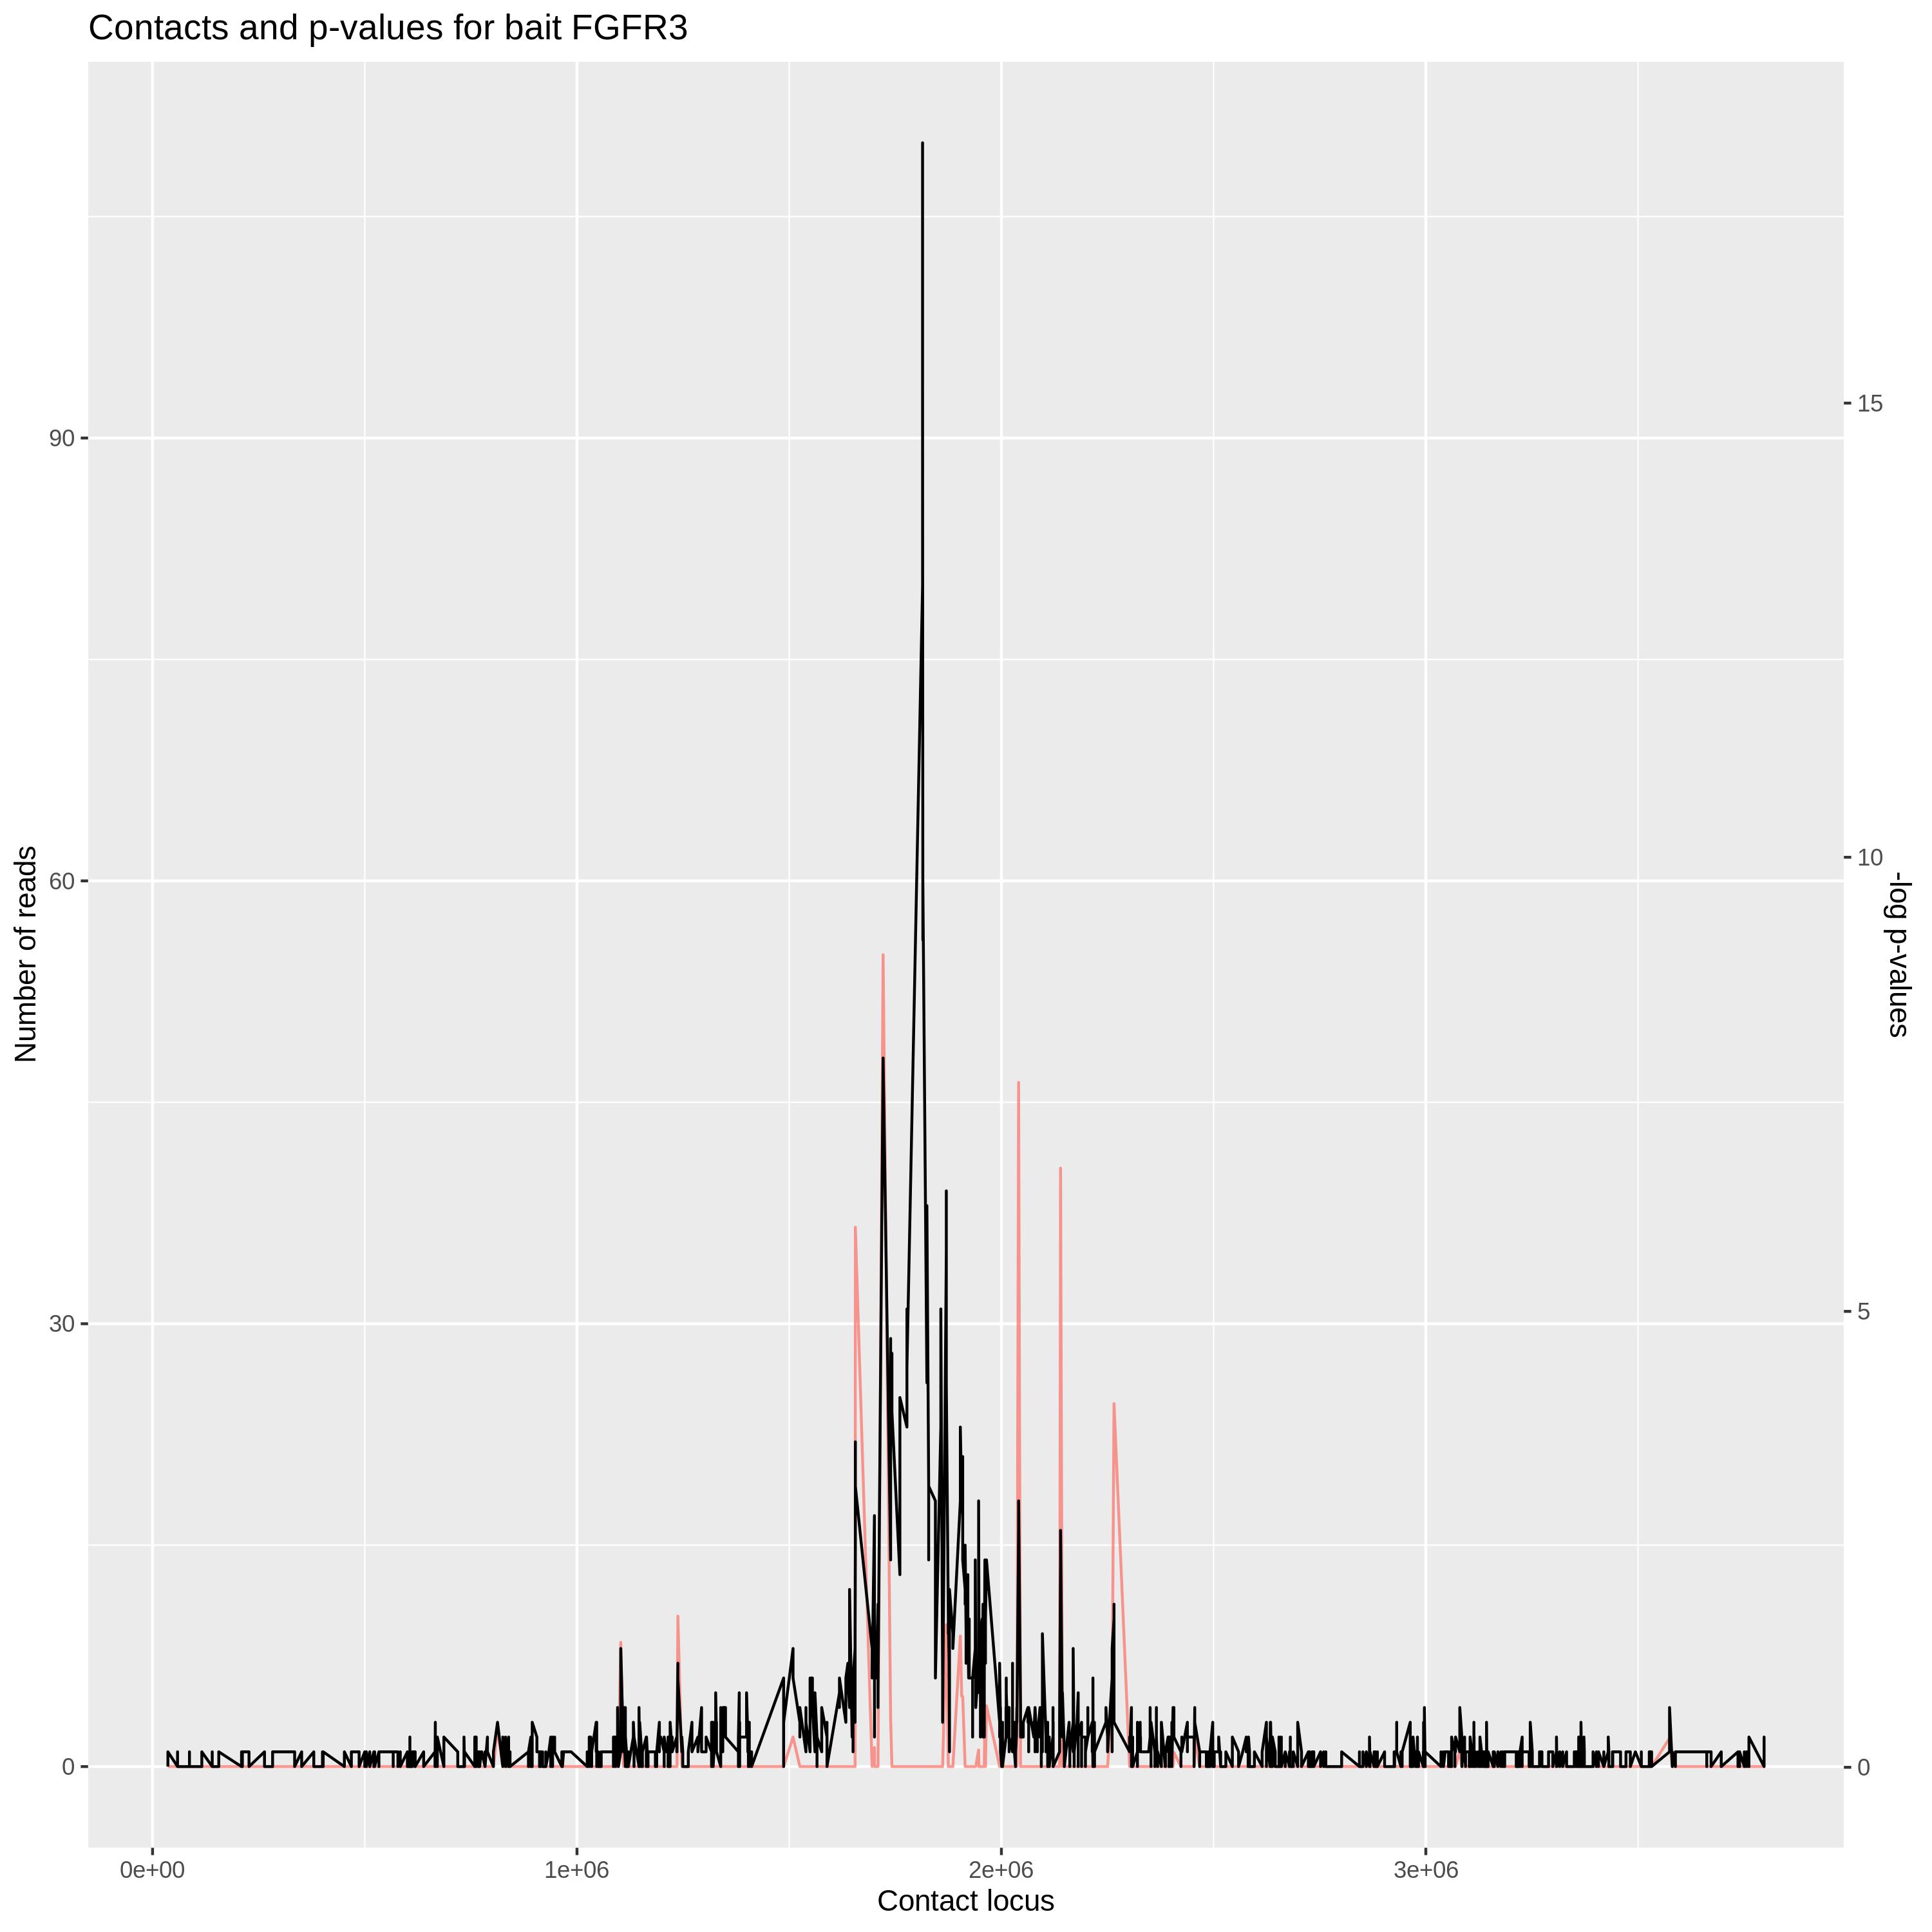 Contacts and p-values for bait FGFR3
Number of reads
90
60
30
0
15
10
5
0
-log p-values
0e+00
1e+06
2e+06
3e+06
Contact locus